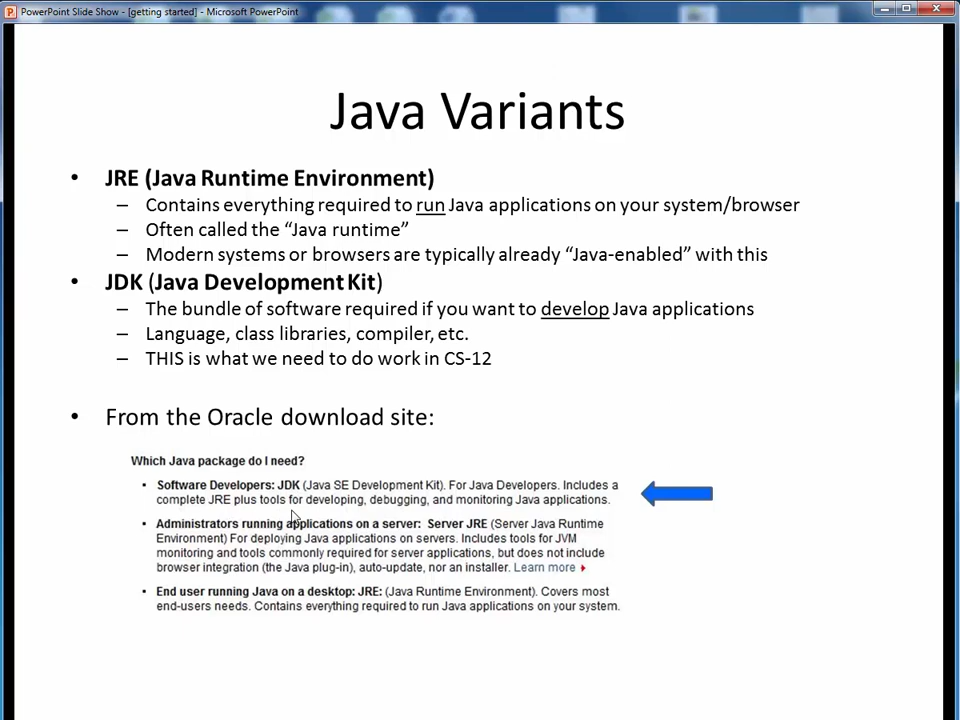 PowerPoint Slide Show - [getting started] - Microsoft PowerPoint
Java Variants
• JRE (Java Runtime Environment)
– Contains everything required to run Java applications on your system/browser
– Often called the “Java runtime”
– Modern systems or browsers are typically already “Java-enabled” with this
• JDK (Java Development Kit)
– The bundle of software required if you want to develop Java applications
– Language, class libraries, compiler, etc.
– THIS is what we need to do work in CS-12
• From the Oracle download site:
Which Java package do I need?
• Software Developers: JDK (Java SE Development Kit). For Java Developers. Includes a
complete JRE plus tools for developing, debugging, and monitoring Java applications.
• Administrators running applications on a server: Server JRE (Server Java Runtime
Environment) For deploying Java applications on servers. Includes tools for JVM
monitoring and tools commonly required for server applications, but does not include
browser integration (the Java plug-in), auto-update, nor an installer. Learn more
• End user running Java on a desktop: JRE: (Java Runtime Environment). Covers most
end-users needs. Contains everything required to run Java applications on your system.